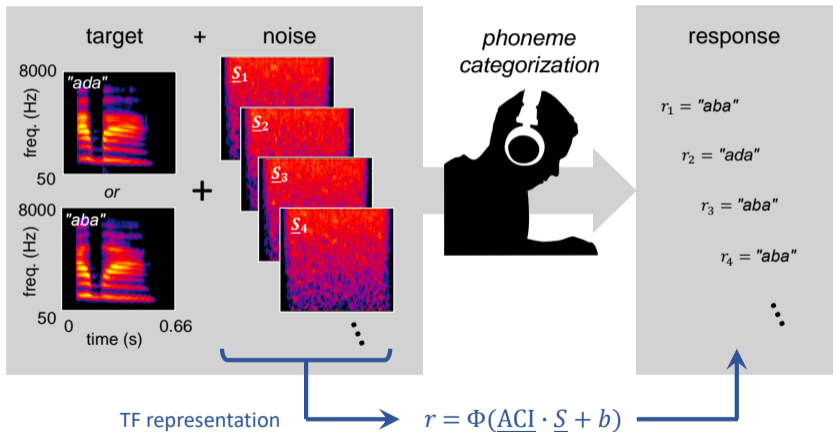 target + noise
phoneme
categorization
response
8000
"ada"
freq. (Hz)
50
or
8000
"aba"
freq. (Hz)
50
0 0.66
time (s)
+
S1
S2
S3
S4
r1 = "aba"
r2 = "ada"
r3 = "aba"
r4 = "aba"
TF representation
r = Φ(ACI · S + b)